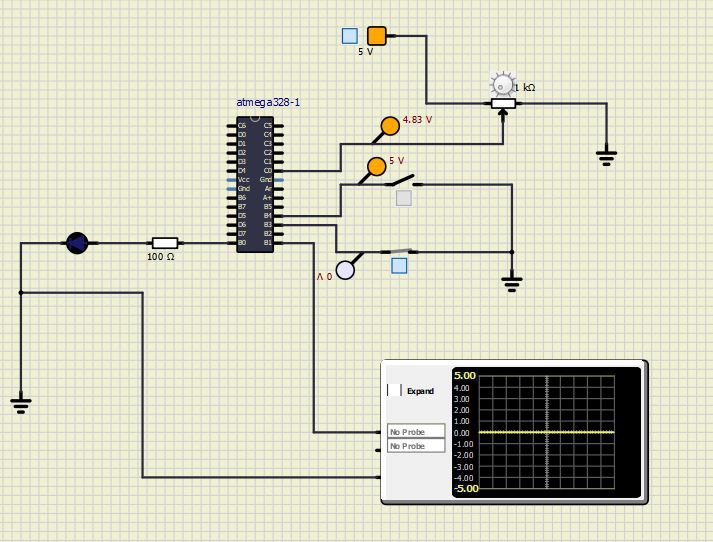 5 V
1 kΩ
atmega328-1
4.83 V
C6 C5
D0 C4
D1 C3
D2 C2
D3 C1
D4 C0
Vcc Gnd
Gnd Ar
B6 A+
B7 B5
D5 B4
D6 B3
D7 B2
B0 B1
5 V
100 Ω
0 V
Expand
No Probe
No Probe
5.00
4.00
3.00
2.00
1.00
0.00
-1.00
-2.00
-3.00
-4.00
-5.00